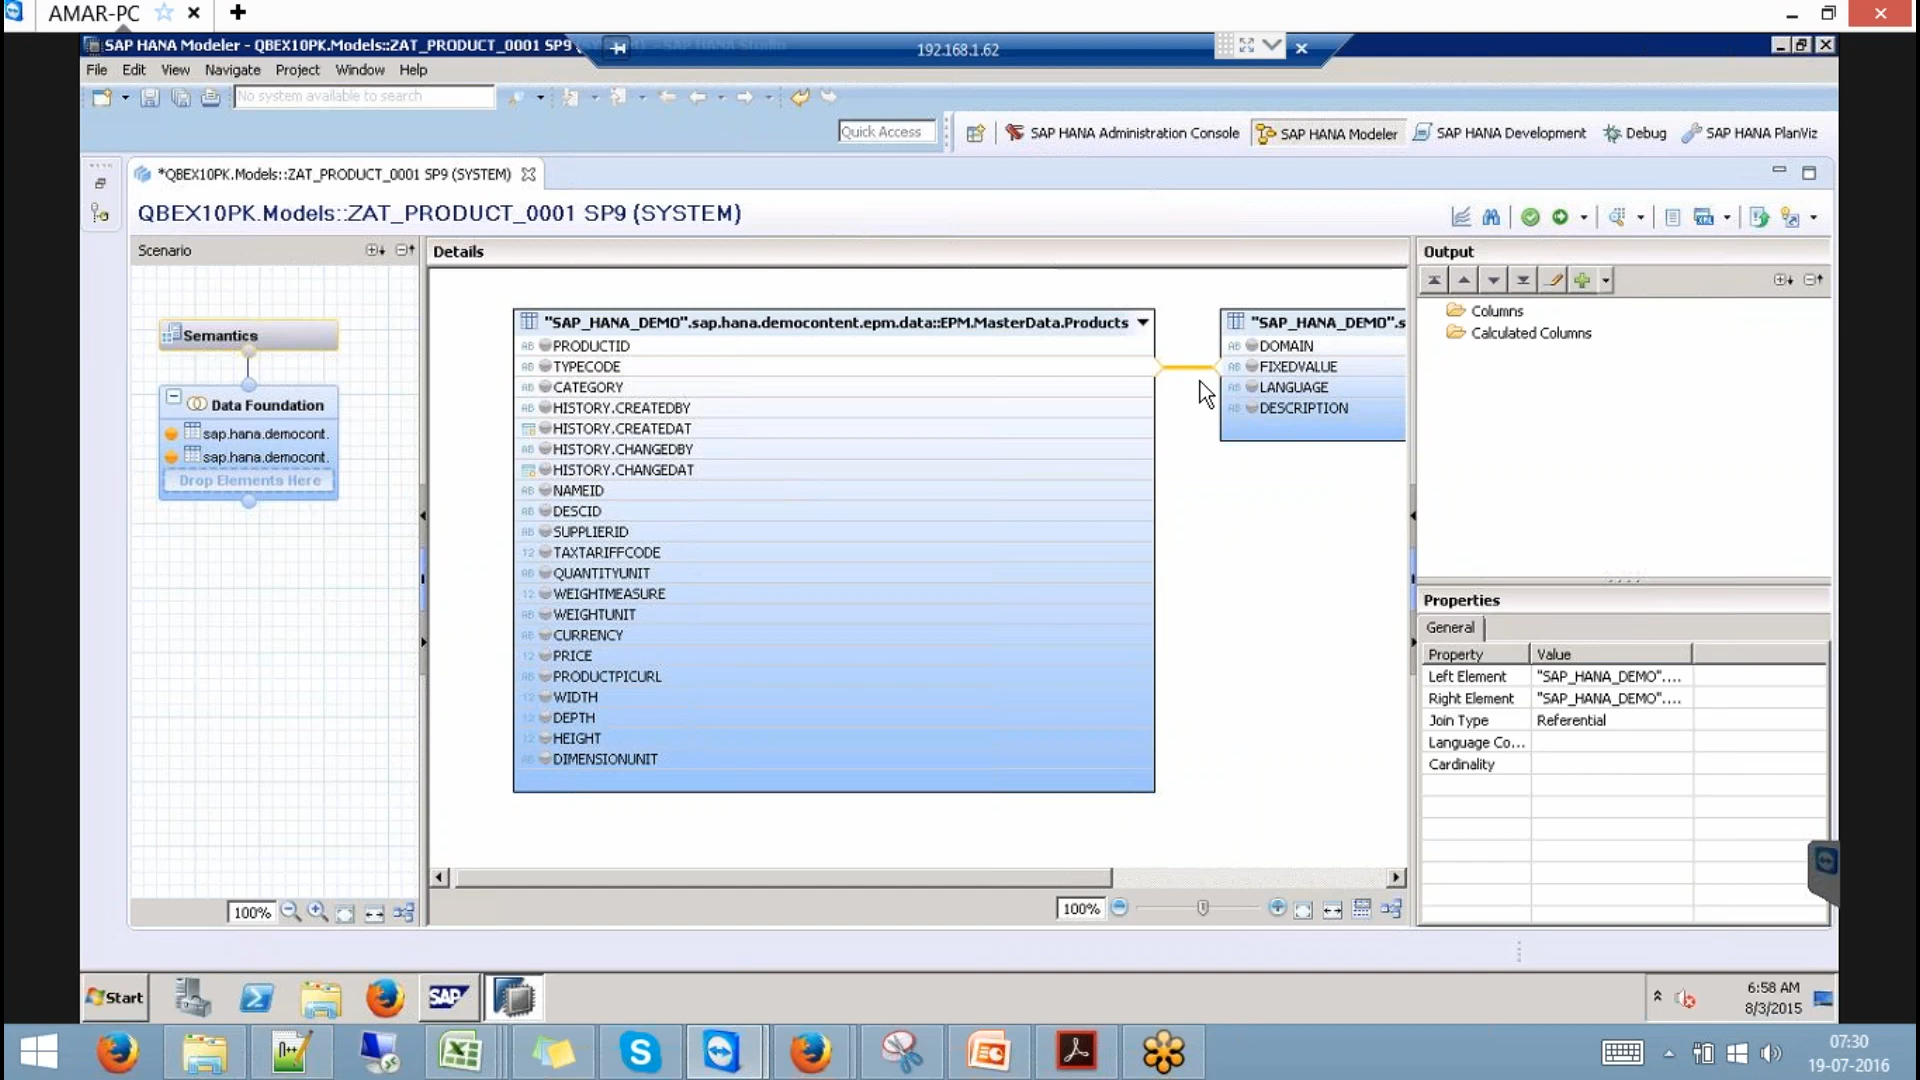 AMAR-PC
SAP HANA Modeler - QBEX10PK.Models::ZAT_PRODUCT_0001 SP9
192.168.1.62
File Edit View Navigate Project Window Help
No system available to search
Quick Access
SAP HANA Administration Console
SAP HANA Modeler
SAP HANA Development
Debug
SAP HANA PlanViz
*QBEX10PK.Models::ZAT_PRODUCT_0001 SP9 (SYSTEM)
QBEX10PK.Models::ZAT_PRODUCT_0001 SP9 (SYSTEM)
Scenario
Semantics
Data Foundation
sap.hana.democont.
sap.hana.democont.
Drop Elements Here
100%
Details
"SAP_HANA_DEMO".sap.hana.democontent.epm.data::EPM.MasterData.Products
PRODUCTID
TYPECODE
CATEGORY
HISTORY.CREATEDBY
HISTORY.CREATEDAT
HISTORY.CHANGEDBY
HISTORY.CHANGEDAT
NAMEID
DESCID
SUPPLIERID
TAXTARIFFCODE
QUANTITYUNIT
WEIGHTMEASURE
WEIGHTUNIT
CURRENCY
PRICE
PRODUCTPICURL
WIDTH
DEPTH
HEIGHT
DIMENSIONUNIT
"SAP_HANA_DEMO".s
DOMAIN
FIXEDVALUE
LANGUAGE
DESCRIPTION
100%
Output
Columns
Calculated Columns
Properties
General
Property Value
Left Element "SAP_HANA_DEMO"....
Right Element "SAP_HANA_DEMO"....
Join Type Referential
Language Co...
Cardinality
Start
SAP
6:58 AM
8/3/2015
07:30
19-07-2016